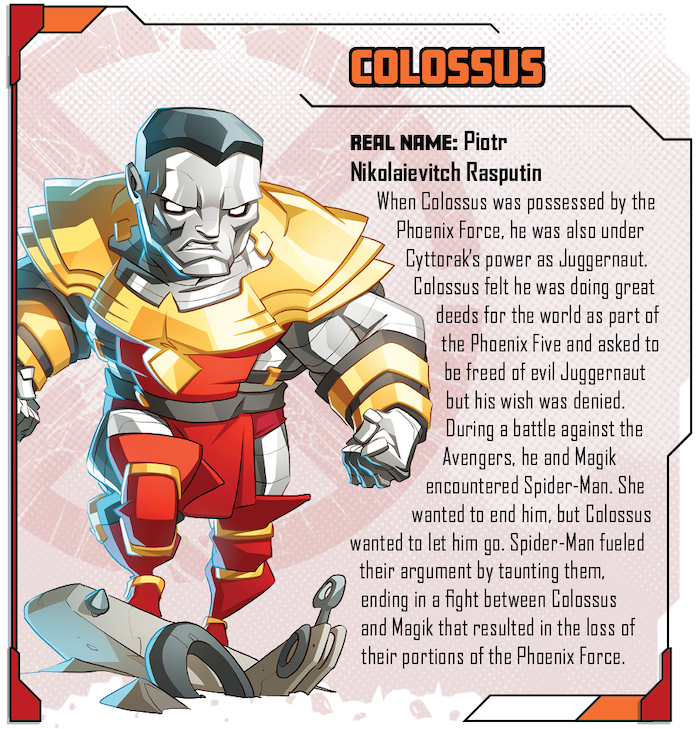 COLOSSUS
REAL NAME: Piotr
Nikolaievitch Rasputin
When Colossus was possessed by the
Phoenix Force, he was also under
Cyttorak's power as Juggernaut.
Colossus felt he was doing great
deeds for the world as part of
the Phoenix Five and asked to
be freed of evil Juggernaut
but his wish was denied.
During a battle against the
Avengers, he and Magik
encountered Spider-Man. She
wanted to end him, but Colossus
wanted to let him go. Spider-Man fueled
their argument by taunting them,
ending in a fight between Colossus
and Magik that resulted in the loss of
their portions of the Phoenix Force.